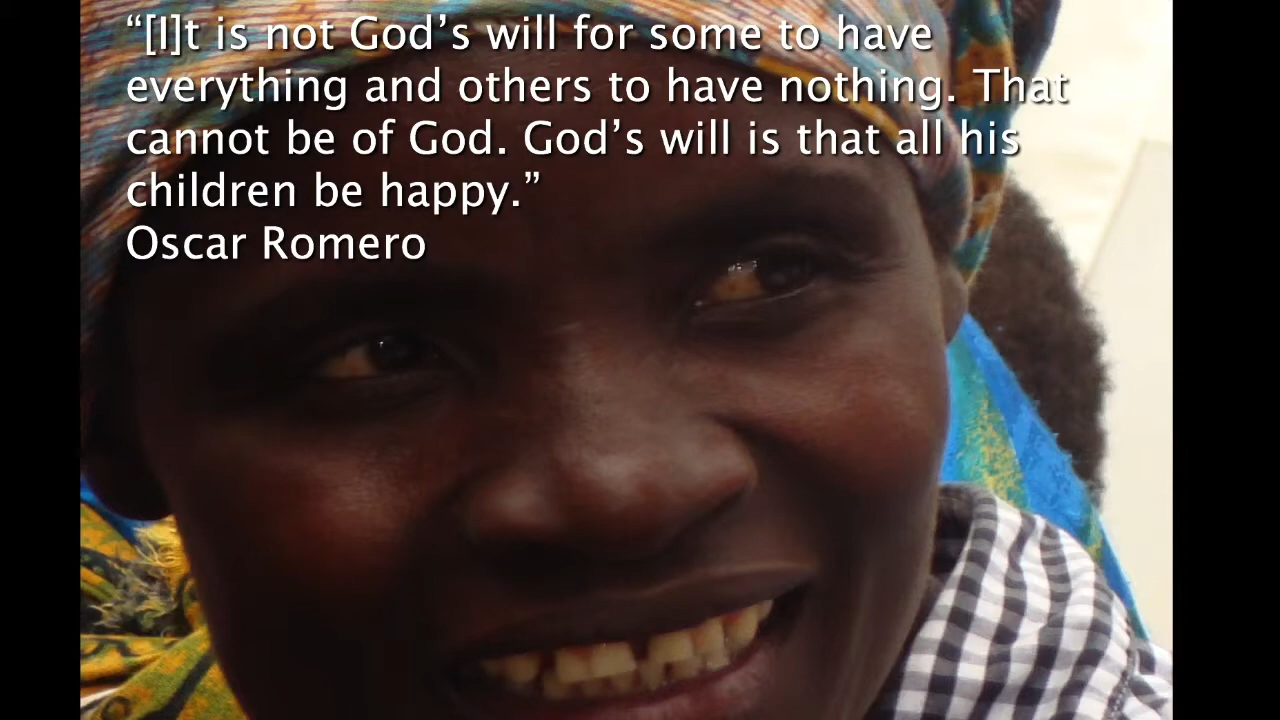 “[I]t is not God’s will for some to have
everything and others to have nothing. That
cannot be of God. God’s will is that all his
children be happy.”
Oscar Romero